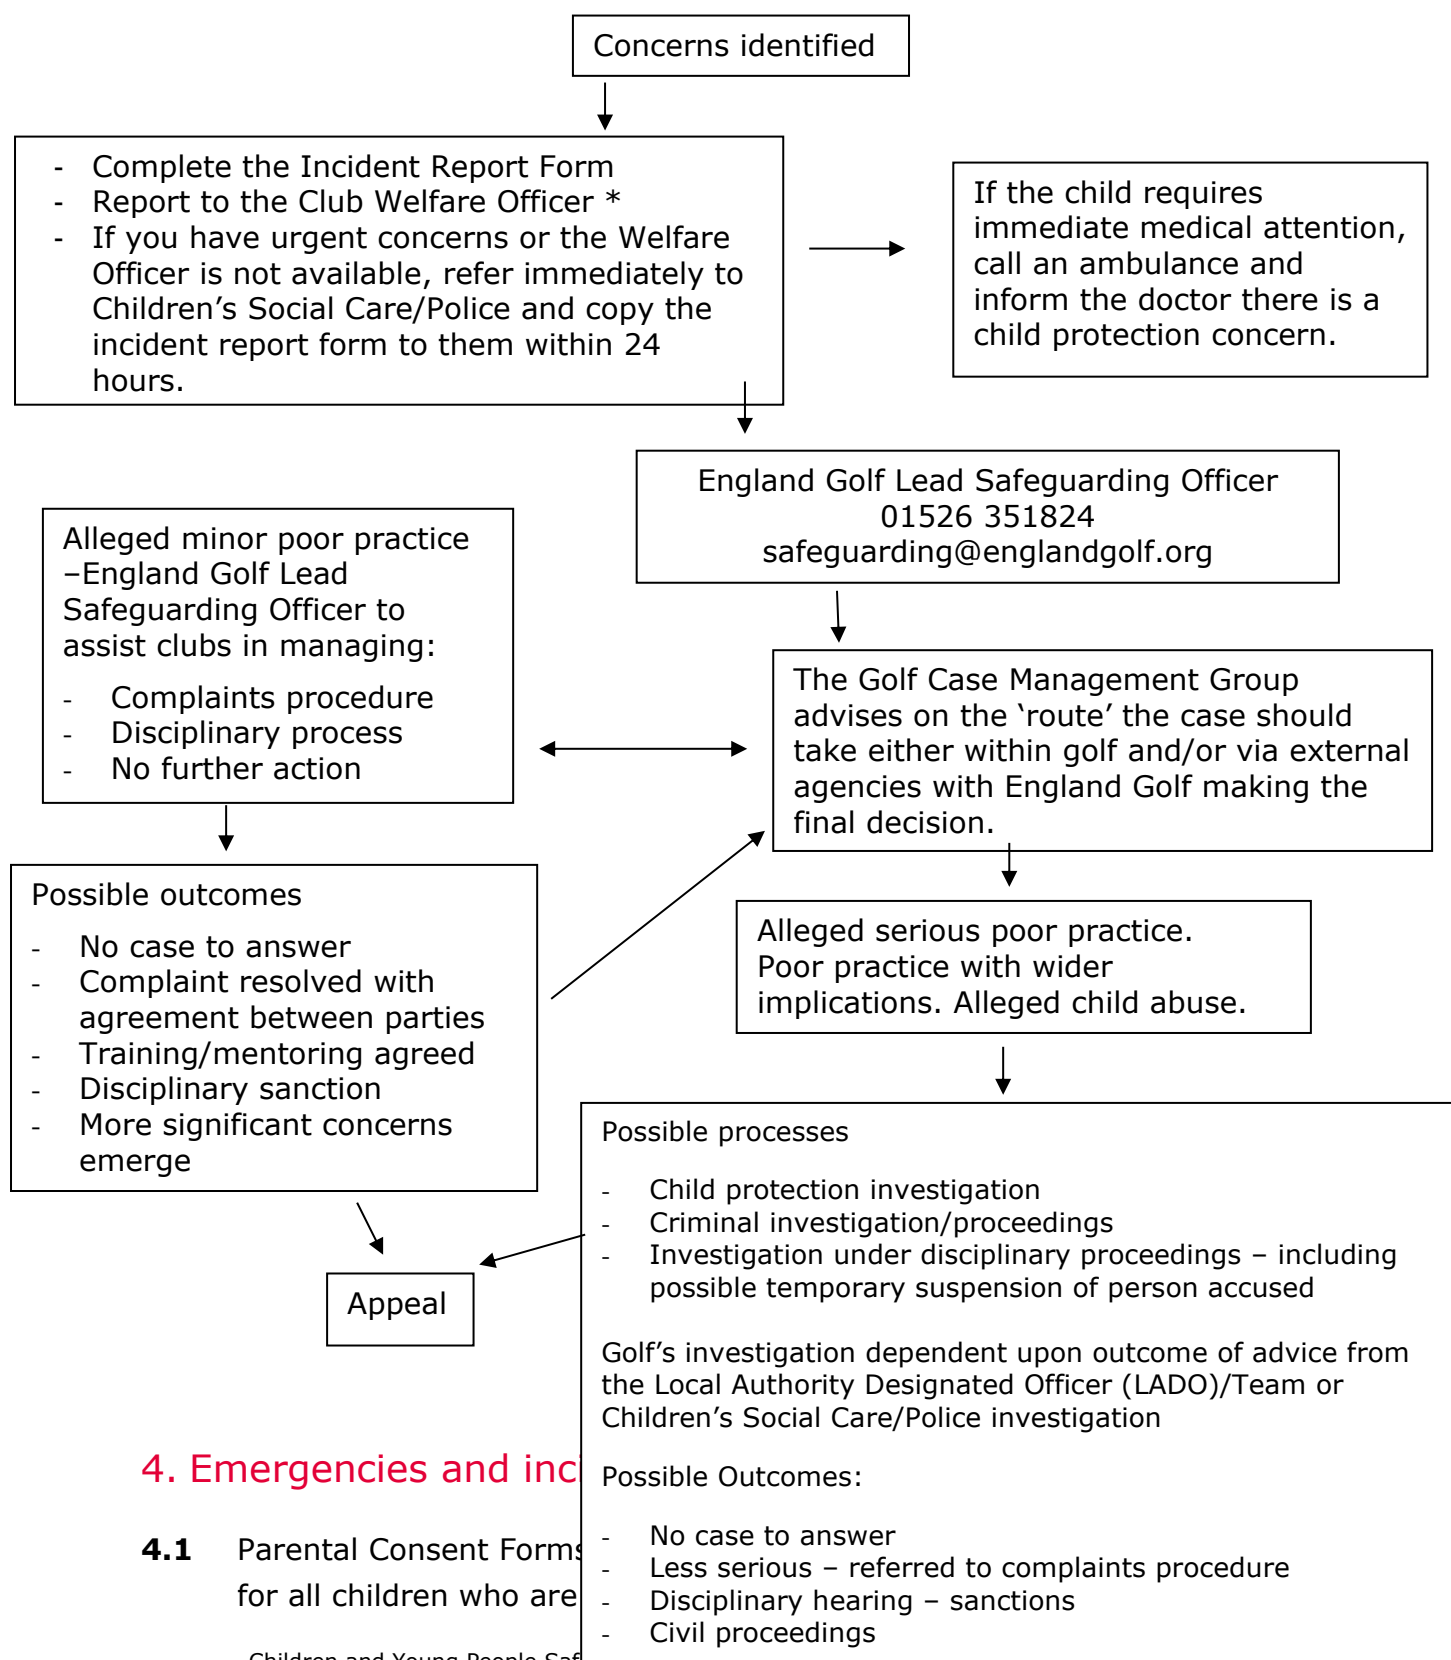 Concerns identified
- Complete the Incident Report Form
- Report to the Club Welfare Officer *
- If you have urgent concerns or the Welfare
Officer is not available, refer immediately to
Children’s Social Care/Police and copy the
incident report form to them within 24
hours.
If the child requires
immediate medical attention,
call an ambulance and
inform the doctor there is a
child protection concern.
England Golf Lead Safeguarding Officer
01526 351824
safeguarding@englandgolf.org
Alleged minor poor practice
–England Golf Lead
Safeguarding Officer to
assist clubs in managing:
- Complaints procedure
- Disciplinary process
- No further action
The Golf Case Management Group
advises on the ‘route’ the case should
take either within golf and/or via external
agencies with England Golf making the
final decision.
Possible outcomes
- No case to answer
- Complaint resolved with
agreement between parties
- Training/mentoring agreed
- Disciplinary sanction
- More significant concerns
emerge
Alleged serious poor practice.
Poor practice with wider
implications. Alleged child abuse.
Appeal
Possible processes
- Child protection investigation
- Criminal investigation/proceedings
- Investigation under disciplinary proceedings – including
possible temporary suspension of person accused
Golf’s investigation dependent upon outcome of advice from
the Local Authority Designated Officer (LADO)/Team or
Children’s Social Care/Police investigation
Possible Outcomes:
- No case to answer
- Less serious – referred to complaints procedure
- Disciplinary hearing – sanctions
- Civil proceedings
4. Emergencies and inci
4.1 Parental Consent Forms
for all children who are
Children and Young People Saf